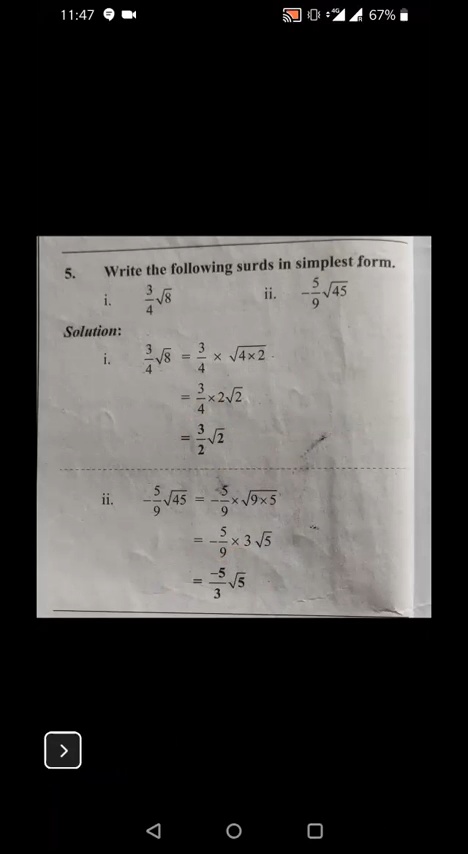 11:47 4G R 67%
5. Write the following surds in simplest form.
i. 3/4 √8 ii. -5/9 √45
Solution:
i. 3/4 √8 = 3/4 × √4×2
= 3/4 × 2√2
= 3/2 √2
ii. -5/9 √45 = -5/9 × √9×5
= -5/9 × 3 √5
= -5/3 √5